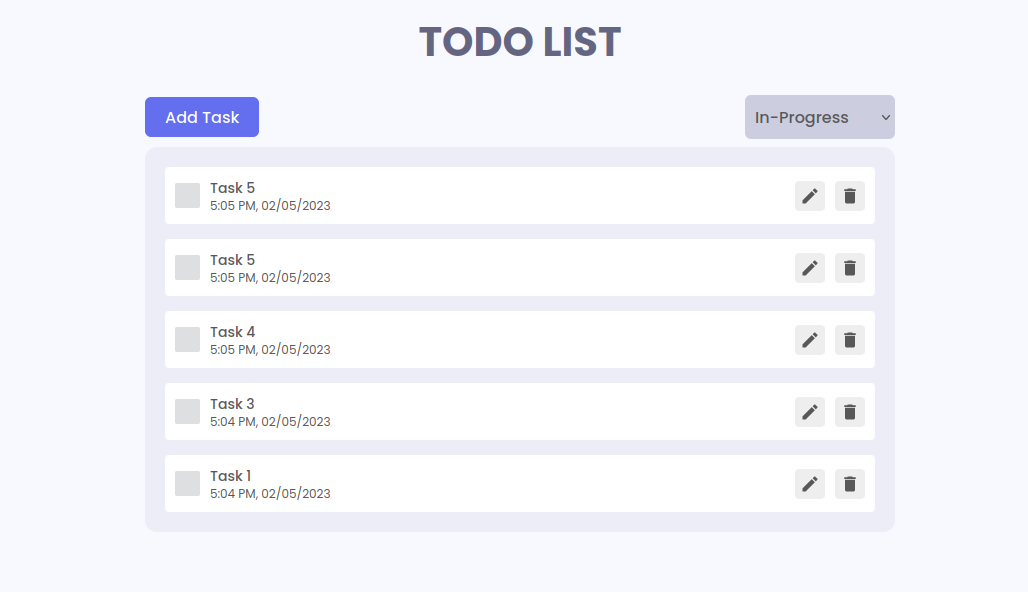 TODO LIST
Add Task
In-Progress
Task 5
5:05 PM, 02/05/2023
Task 5
5:05 PM, 02/05/2023
Task 4
5:05 PM, 02/05/2023
Task 3
5:04 PM, 02/05/2023
Task 1
5:04 PM, 02/05/2023